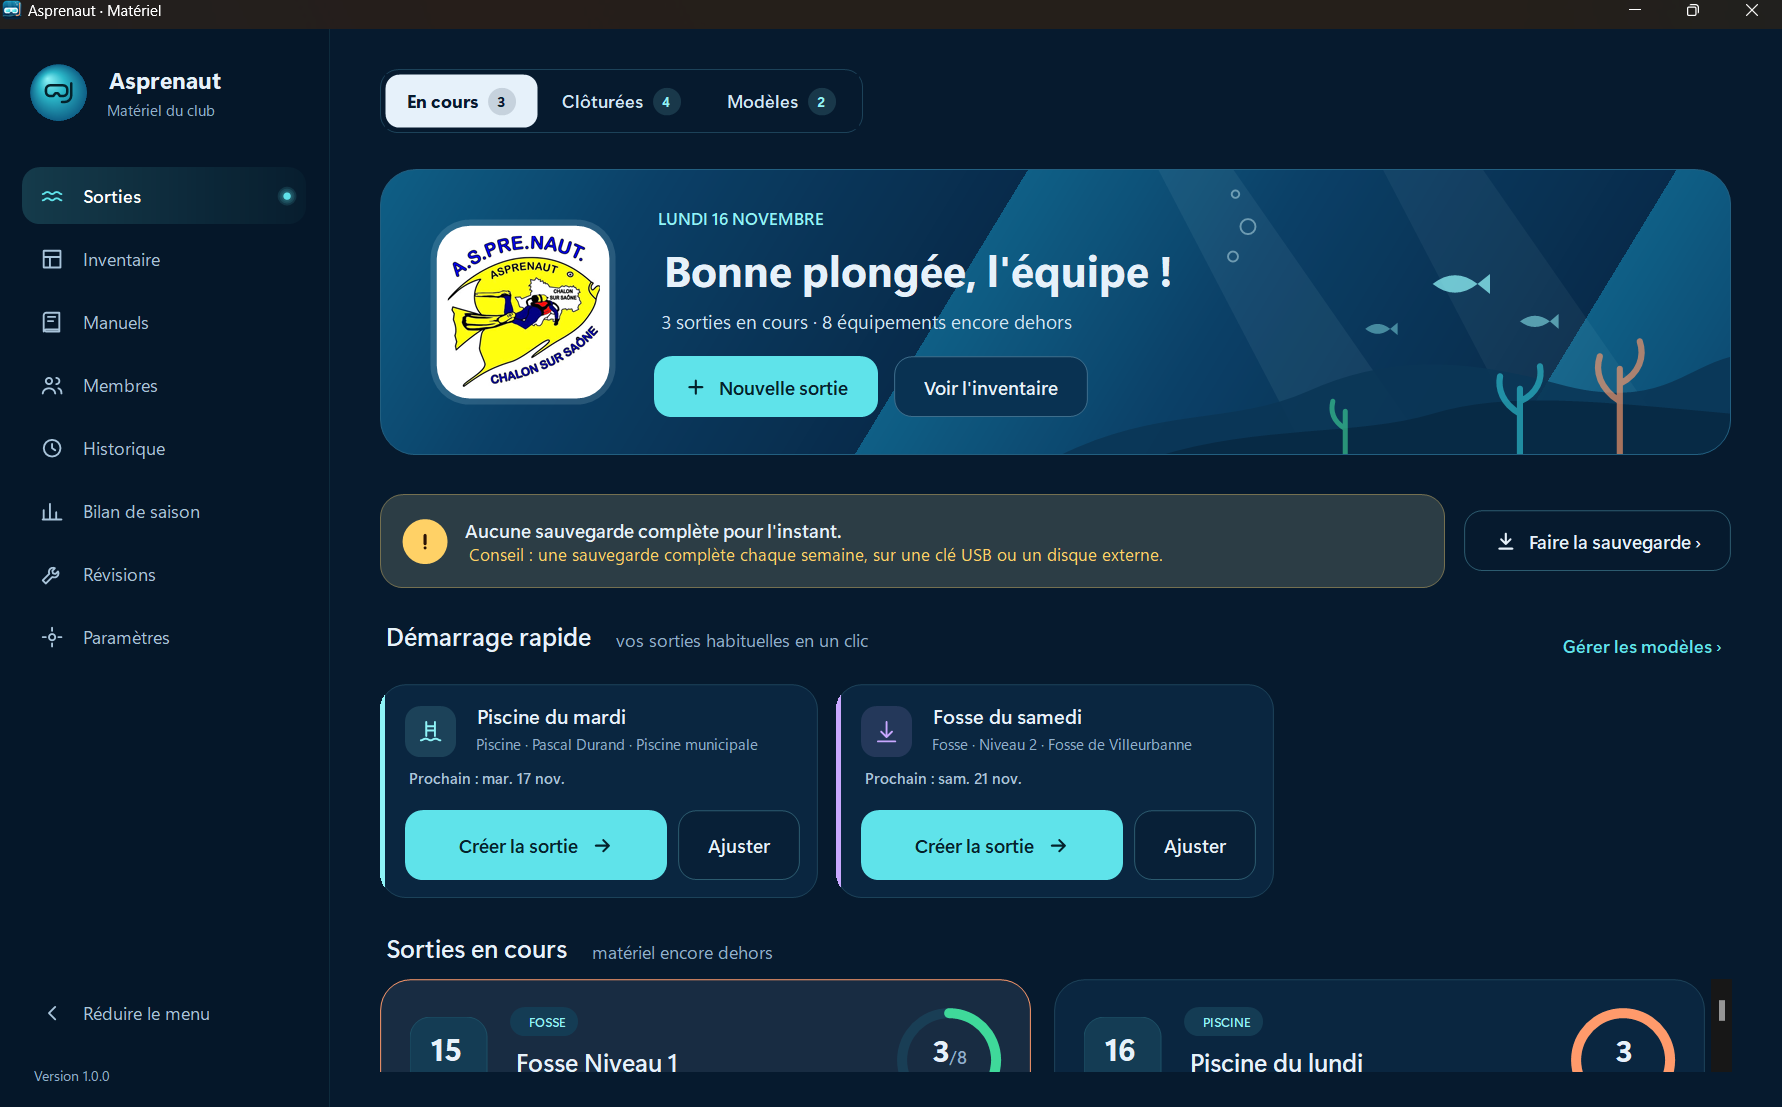 Asprenaut · Matériel
Asprenaut
Matériel du club
Sorties
Inventaire
Manuels
Membres
Historique
Bilan de saison
Révisions
Paramètres
Réduire le menu
Version 1.0.0
En cours 3
Clôturées 4
Modèles 2
A.S.PRE.NAUT.
ASPRENAUT
CHALON
SUR SAÔNE
CHALON SUR SAÔNE
LUNDI 16 NOVEMBRE
Bonne plongée, l'équipe !
3 sorties en cours · 8 équipements encore dehors
+ Nouvelle sortie
Voir l'inventaire
!
Aucune sauvegarde complète pour l'instant.
Conseil : une sauvegarde complète chaque semaine, sur une clé USB ou un disque externe.
Faire la sauvegarde ›
Démarrage rapide
vos sorties habituelles en un clic
Gérer les modèles ›
Piscine du mardi
Piscine · Pascal Durand · Piscine municipale
Prochain : mar. 17 nov.
Créer la sortie →
Ajuster
Fosse du samedi
Fosse · Niveau 2 · Fosse de Villeurbanne
Prochain : sam. 21 nov.
Créer la sortie →
Ajuster
Sorties en cours
matériel encore dehors
15
FOSSE
Fosse Niveau 1
3/8
16
PISCINE
Piscine du lundi
3